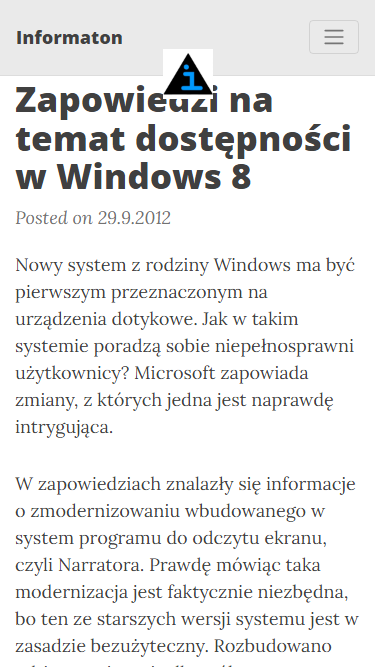 Informaton
Zapowiedzi na
temat dostępności
w Windows 8
Posted on 29.9.2012
Nowy system z rodziny Windows ma być
pierwszym przeznaczonym na
urządzenia dotykowe. Jak w takim
systemie poradzą sobie niepełnosprawni
użytkownicy? Microsoft zapowiada
zmiany, z których jedna jest naprawdę
intrygująca.
W zapowiedziach znalazły się informacje
o zmodernizowaniu wbudowanego w
system programu do odczytu ekranu,
czyli Narratora. Prawdę mówiąc taka
modernizacja jest faktycznie niezbędna,
bo ten ze starszych wersji systemu jest w
zasadzie bezużyteczny. Rozbudowano